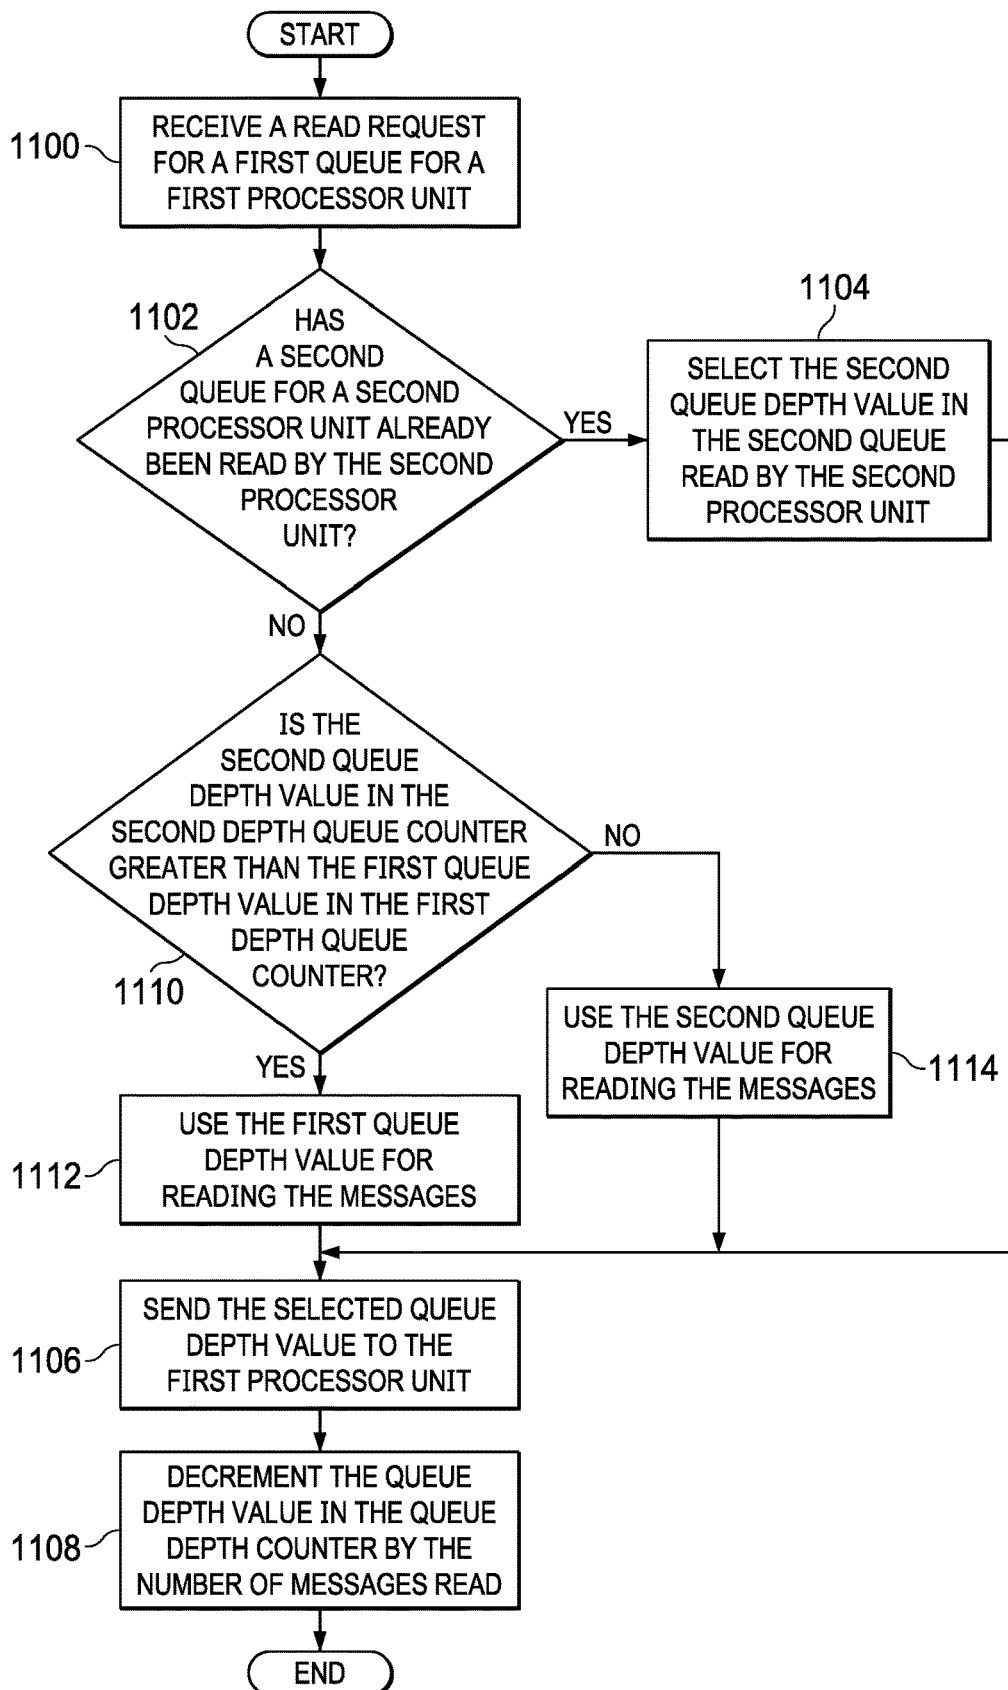 START
1100
RECEIVE A READ REQUEST
FOR A FIRST QUEUE FOR A
FIRST PROCESSOR UNIT
1102
HAS
A SECOND
QUEUE FOR A SECOND
PROCESSOR UNIT ALREADY
BEEN READ BY THE SECOND
PROCESSOR
UNIT?
YES
1104
SELECT THE SECOND
QUEUE DEPTH VALUE IN
THE SECOND QUEUE
READ BY THE SECOND
PROCESSOR UNIT
NO
IS THE
SECOND QUEUE
DEPTH VALUE IN THE
SECOND DEPTH QUEUE COUNTER
GREATER THAN THE FIRST QUEUE
DEPTH VALUE IN THE FIRST
DEPTH QUEUE
COUNTER?
1110
NO
USE THE SECOND QUEUE
DEPTH VALUE FOR
READING THE MESSAGES
1114
YES
USE THE FIRST QUEUE
DEPTH VALUE FOR
READING THE MESSAGES
1112
SEND THE SELECTED QUEUE
DEPTH VALUE TO THE
FIRST PROCESSOR UNIT
1106
DECREMENT THE QUEUE
DEPTH VALUE IN THE QUEUE
DEPTH COUNTER BY THE
NUMBER OF MESSAGES READ
1108
END